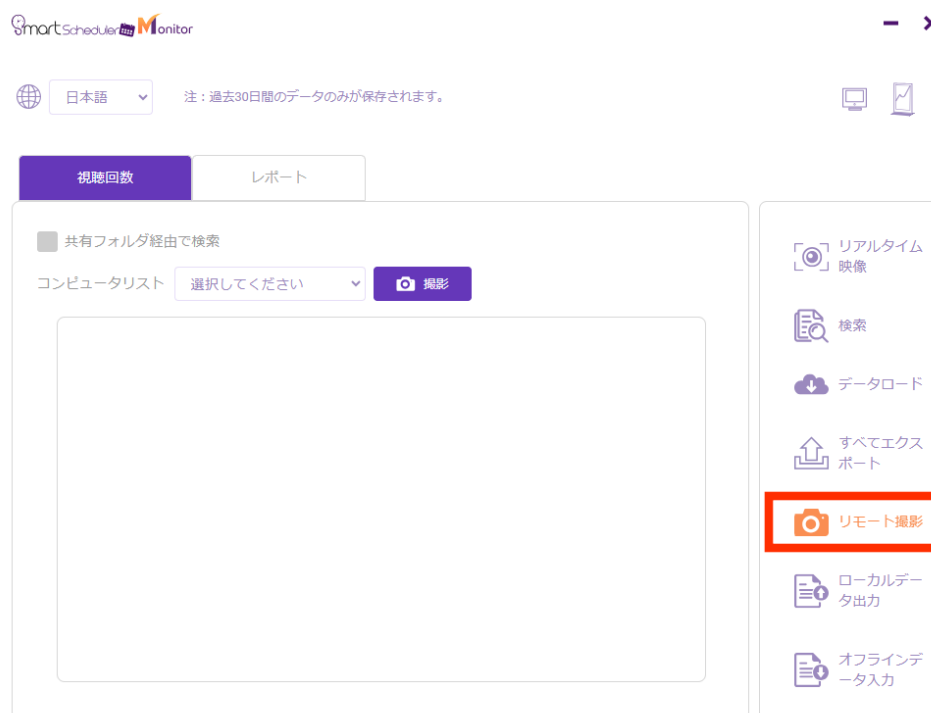 Smart Scheduler Monitor
日本語
注：過去30日間のデータのみが保存されます。
視聴回数
レポート
共有フォルダ経由で検索
コンピュータリスト
選択してください
撮影
リアルタイム
映像
検索
データロード
すべてエクス
ポート
リモート撮影
ローカルデー
タ出力
オフラインデ
ータ入力